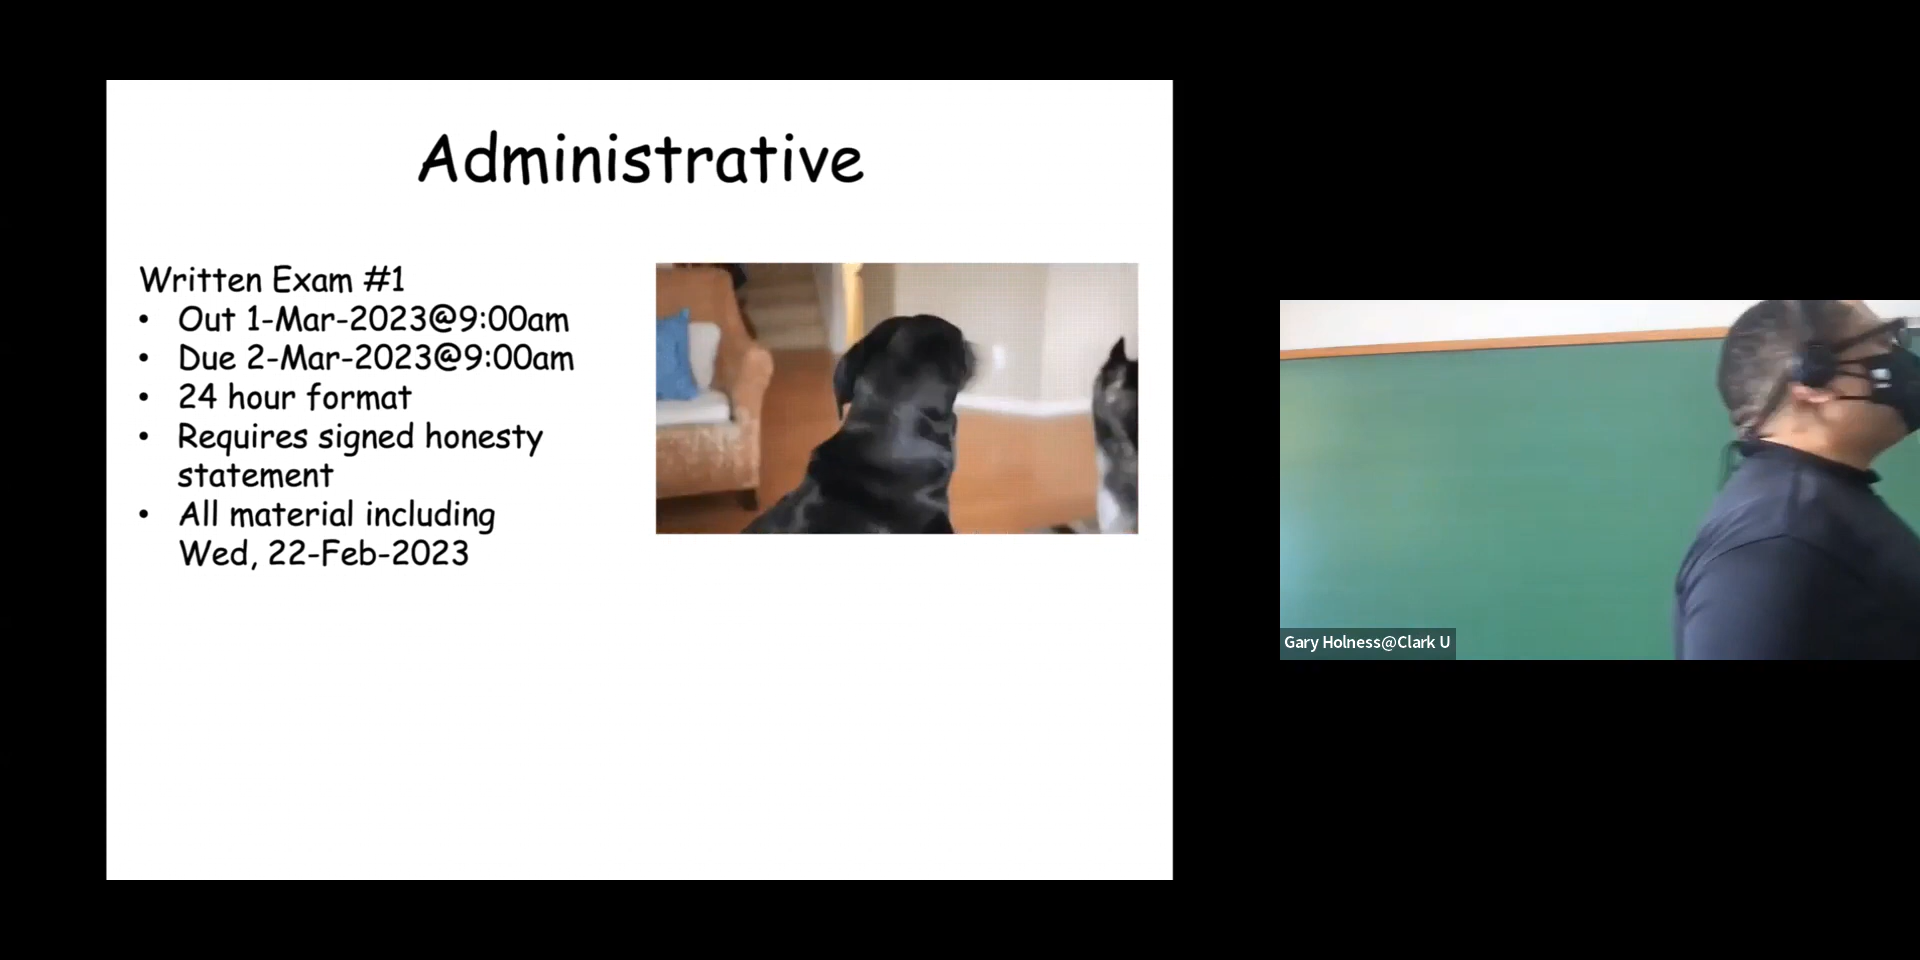 Administrative
Written Exam #1
• Out 1-Mar-2023@9:00am
• Due 2-Mar-2023@9:00am
• 24 hour format
• Requires signed honesty
statement
• All material including
Wed, 22-Feb-2023
Gary Holness@Clark U